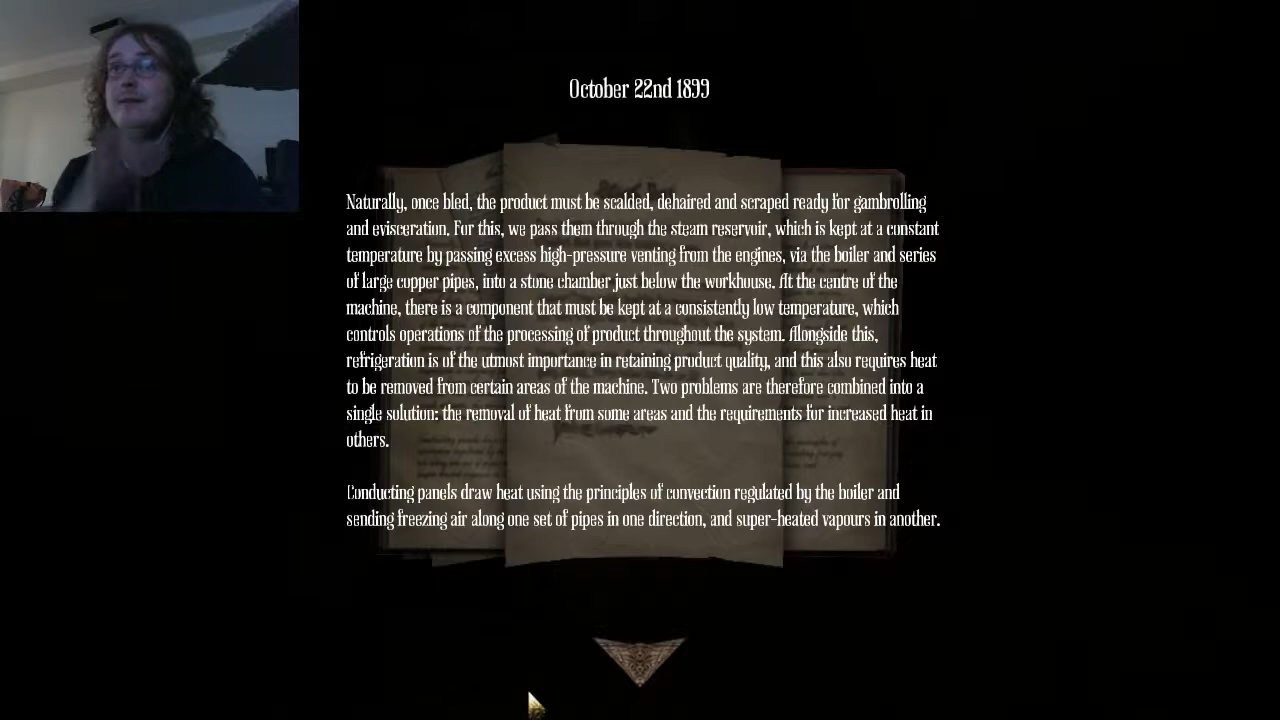 October 22nd 1899
Naturally, once bled, the product must be scalded, dehaired and scraped ready for gambrolling
and evisceration. For this, we pass them through the steam reservoir, which is kept at a constant
temperature by passing excess high-pressure venting from the engines, via the boiler and series
of large copper pipes, into a stone chamber just below the workhouse. At the centre of the
machine, there is a component that must be kept at a consistently low temperature, which
controls operations of the processing of product throughout the system. Alongside this,
refrigeration is of the utmost importance in retaining product quality, and this also requires heat
to be removed from certain areas of the machine. Two problems are therefore combined into a
single solution: the removal of heat from some areas and the requirements for increased heat in
others.
Conducting panels draw heat using the principles of convection regulated by the boiler and
sending freezing air along one set of pipes in one direction, and super-heated vapours in another.